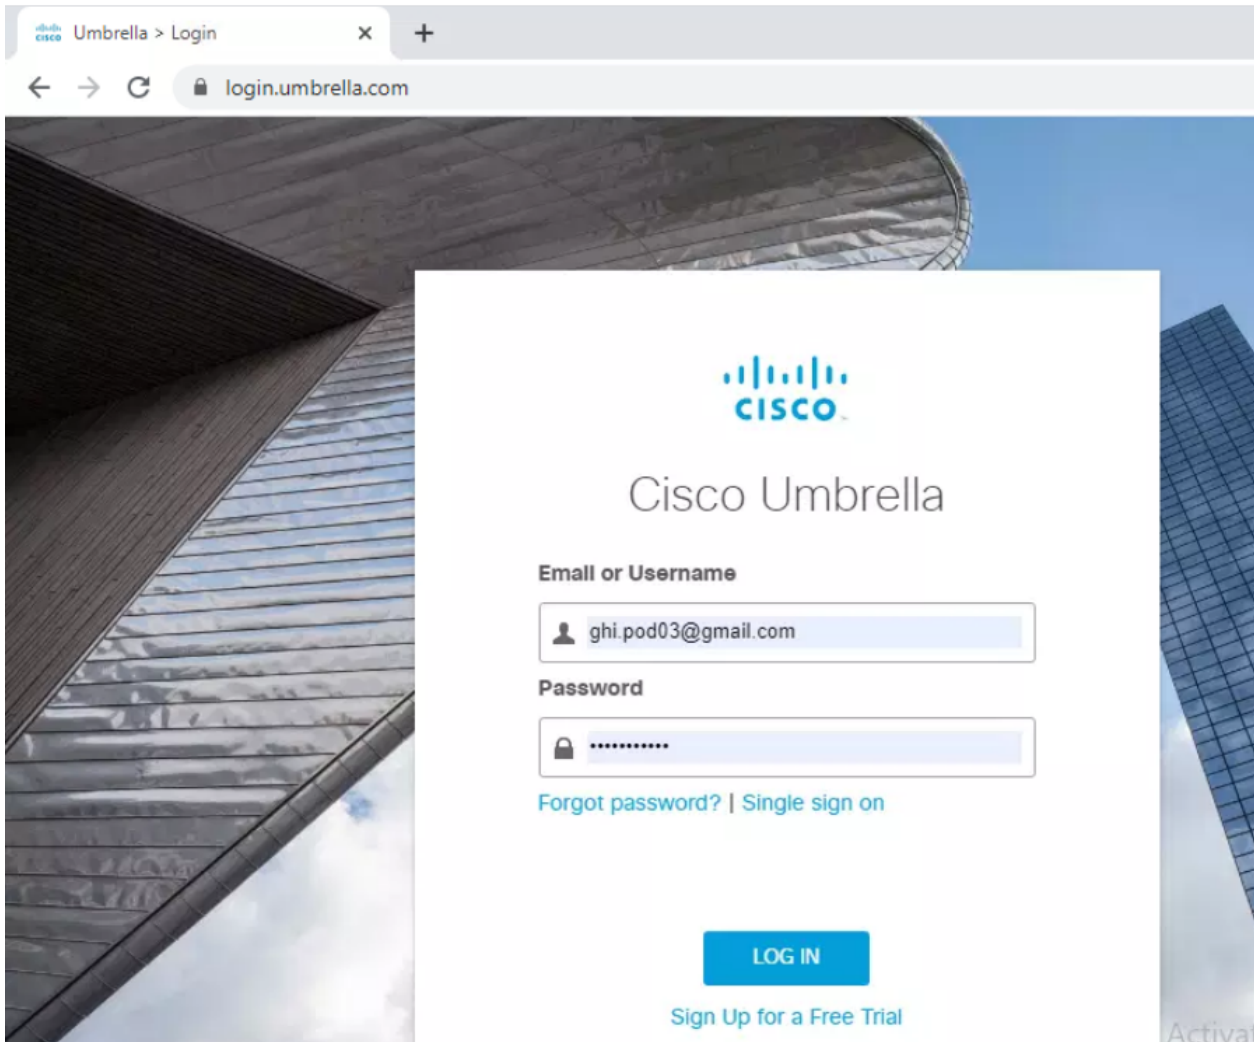 Umbrella > Login
login.umbrella.com
CISCO
Cisco Umbrella
Email or Username
ghi.pod03@gmail.com
Password
•••••••••••
Forgot password? | Single sign on
LOG IN
Sign Up for a Free Trial